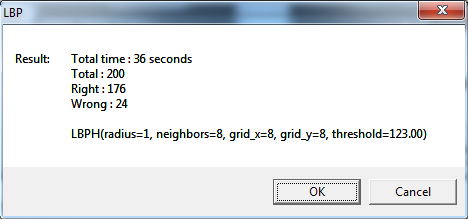 LBP
Result: Total time : 36 seconds
Total : 200
Right : 176
Wrong : 24
LBPH(radius=1, neighbors=8, grid_x=8, grid_y=8, threshold=123.00)
OK Cancel